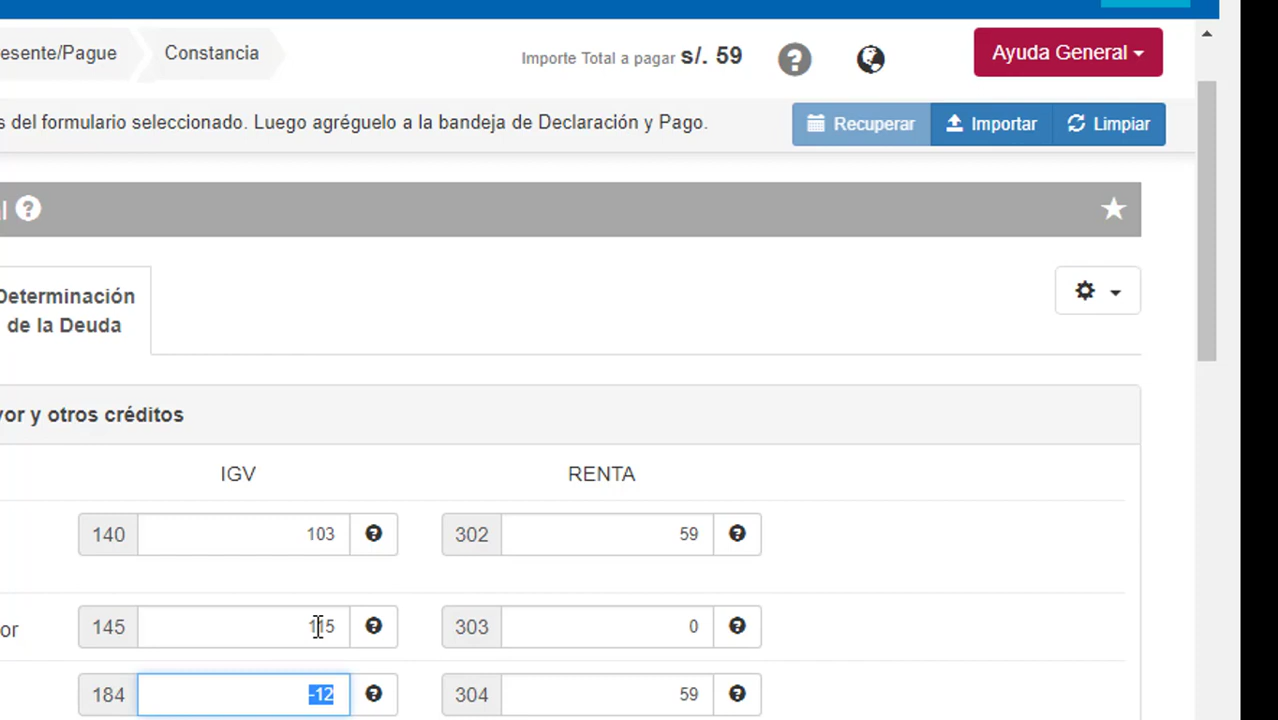 esente/Pague Constancia Importe Total a pagar s/. 59 Ayuda General
s del formulario seleccionado. Luego agréguelo a la bandeja de Declaración y Pago. Recuperar Importar Limpiar
l
Determinación
de la Deuda
yor y otros créditos
IGV RENTA
140 103 302 59
or 145 115 303 0
184 -12 304 59